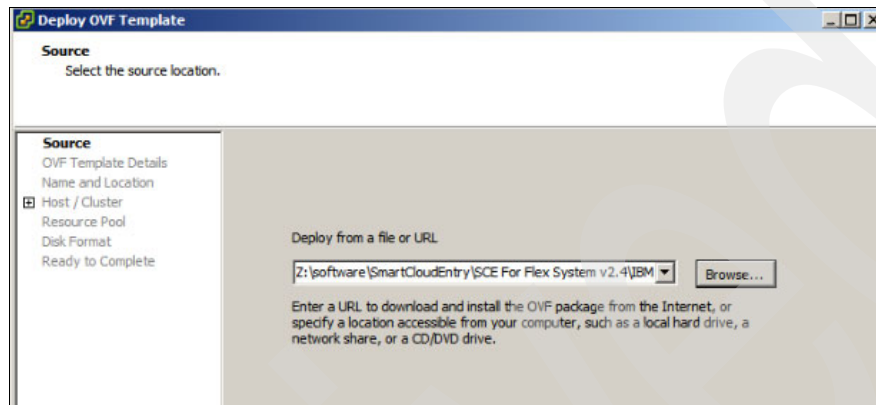 Deploy OVF Template
Source
Select the source location.
Source
OVF Template Details
Name and Location
Host / Cluster
Resource Pool
Disk Format
Ready to Complete
Deploy from a file or URL
Z:\software\SmartCloudEntry\SCE For Flex System v2.4\IBM
Browse...
Enter a URL to download and install the OVF package from the Internet, or
specify a location accessible from your computer, such as a local hard drive, a
network share, or a CD/DVD drive.